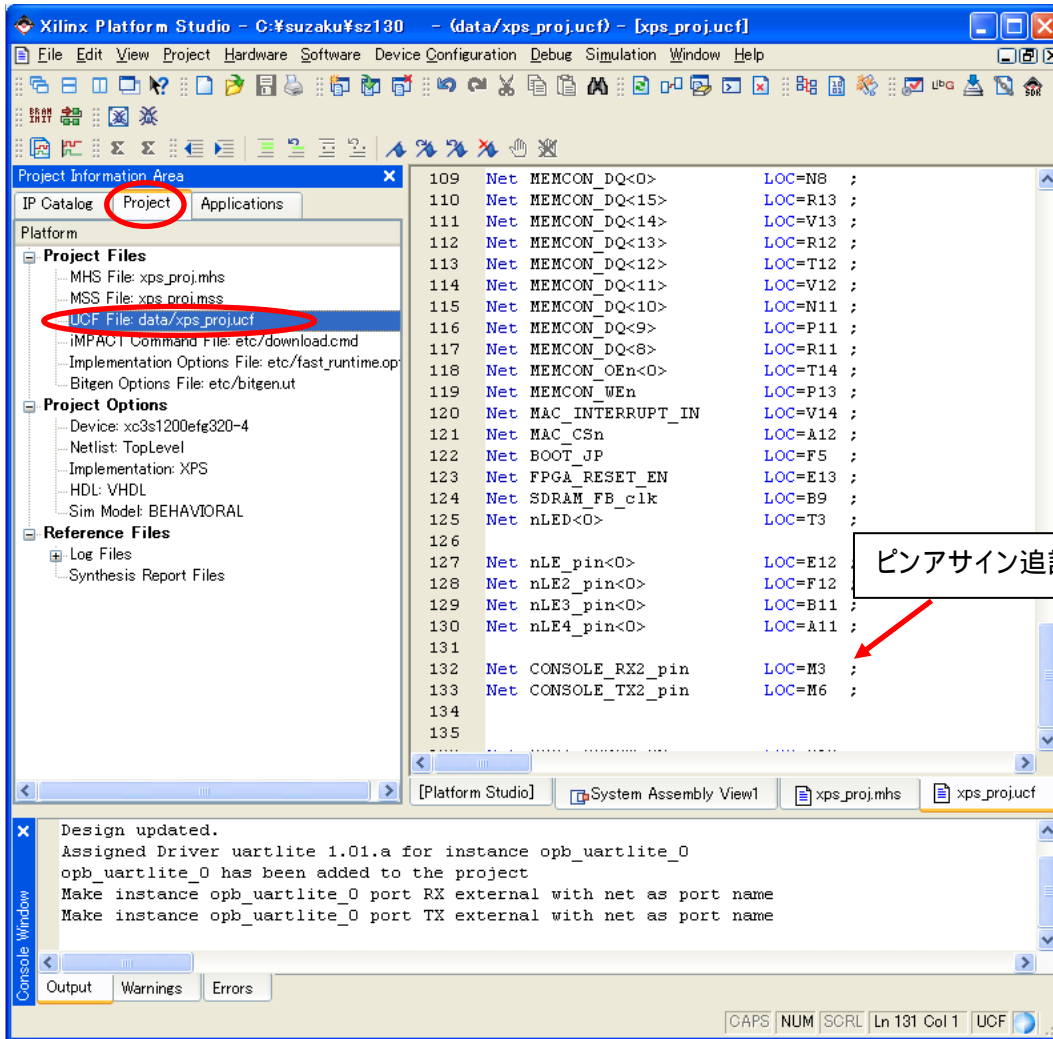 Xilinx Platform Studio - C:¥suzaku¥sz130 - (data/xps_proj.ucf) - [xps_proj.ucf]
File Edit View Project Hardware Software Device Configuration Debug Simulation Window Help
Project Information Area
IP Catalog Project Applications
Platform
Project Files
MHS File: xps_proj.mhs
MSS File: xps_proj.mss
UCF File: data/xps_proj.ucf
iMPACT Command File: etc/download.cmd
Implementation Options File: etc/fast_runtime.op
Bitgen Options File: etc/bitgen.ut
Project Options
Device: xc3s1200efg320-4
Netlist: TopLevel
Implementation: XPS
HDL: VHDL
Sim Model: BEHAVIORAL
Reference Files
Log Files
Synthesis Report Files
109 Net MEMCON_DQ<0> LOC=N8 ;
110 Net MEMCON_DQ<15> LOC=R13 ;
111 Net MEMCON_DQ<14> LOC=V13 ;
112 Net MEMCON_DQ<13> LOC=R12 ;
113 Net MEMCON_DQ<12> LOC=T12 ;
114 Net MEMCON_DQ<11> LOC=V12 ;
115 Net MEMCON_DQ<10> LOC=N11 ;
116 Net MEMCON_DQ<9> LOC=P11 ;
117 Net MEMCON_DQ<8> LOC=R11 ;
118 Net MEMCON_OEn<0> LOC=T14 ;
119 Net MEMCON_WEn LOC=P13 ;
120 Net MAC_INTERRUPT_IN LOC=V14 ;
121 Net MAC_CSn LOC=A12 ;
122 Net BOOT_JP LOC=F5 ;
123 Net FPGA_RESET_EN LOC=E13 ;
124 Net SDRAM_FB_clk LOC=B9 ;
125 Net nLED<0> LOC=T3 ;
126
127 Net nLE_pin<0> LOC=E12 ;
128 Net nLE2_pin<0> LOC=F12 ;
129 Net nLE3_pin<0> LOC=B11 ;
130 Net nLE4_pin<0> LOC=A11 ;
131
132 Net CONSOLE_RX2_pin LOC=M3 ;
133 Net CONSOLE_TX2_pin LOC=M6 ;
134
135
ピンアサイン追記
[Platform Studio] System Assembly View1 xps_proj.mhs xps_proj.ucf
Design updated.
Assigned Driver uartlite 1.01.a for instance opb_uartlite_0
opb_uartlite_0 has been added to the project
Make instance opb_uartlite_0 port RX external with net as port name
Make instance opb_uartlite_0 port TX external with net as port name
Console Window
Output Warnings Errors
CAPS NUM SCRL Ln 131 Col 1 UCF